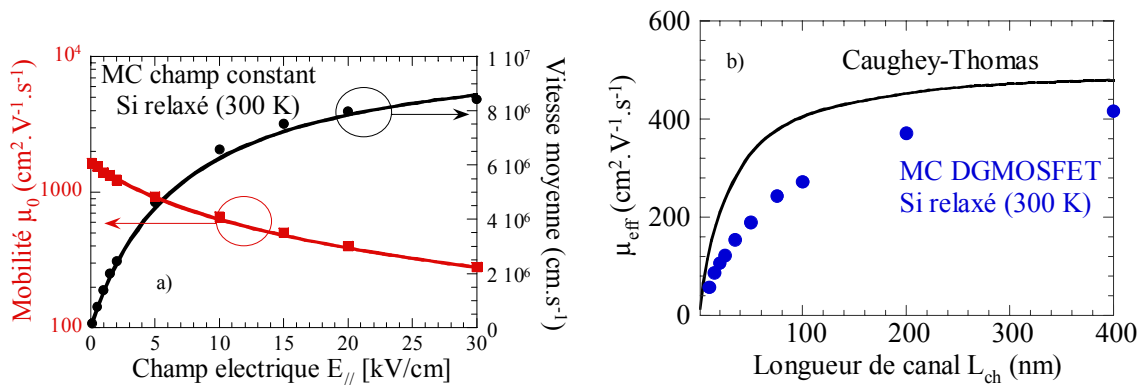 Mobilité µ₀ (cm².V⁻¹.s⁻¹)
10⁴
1000
100
MC champ constant
Si relaxé (300 K)
a)
0 5 10 15 20 25 30
Champ electrique E// [kV/cm]
1 10⁷
8 10⁶
6 10⁶
4 10⁶
2 10⁶
0
Vitesse moyenne (cm.s⁻¹)
µeff (cm².V⁻¹.s⁻¹)
600
400
200
0
b)
Caughey-Thomas
MC DGMOSFET
Si relaxé (300 K)
0 100 200 300 400
Longueur de canal Lch (nm)